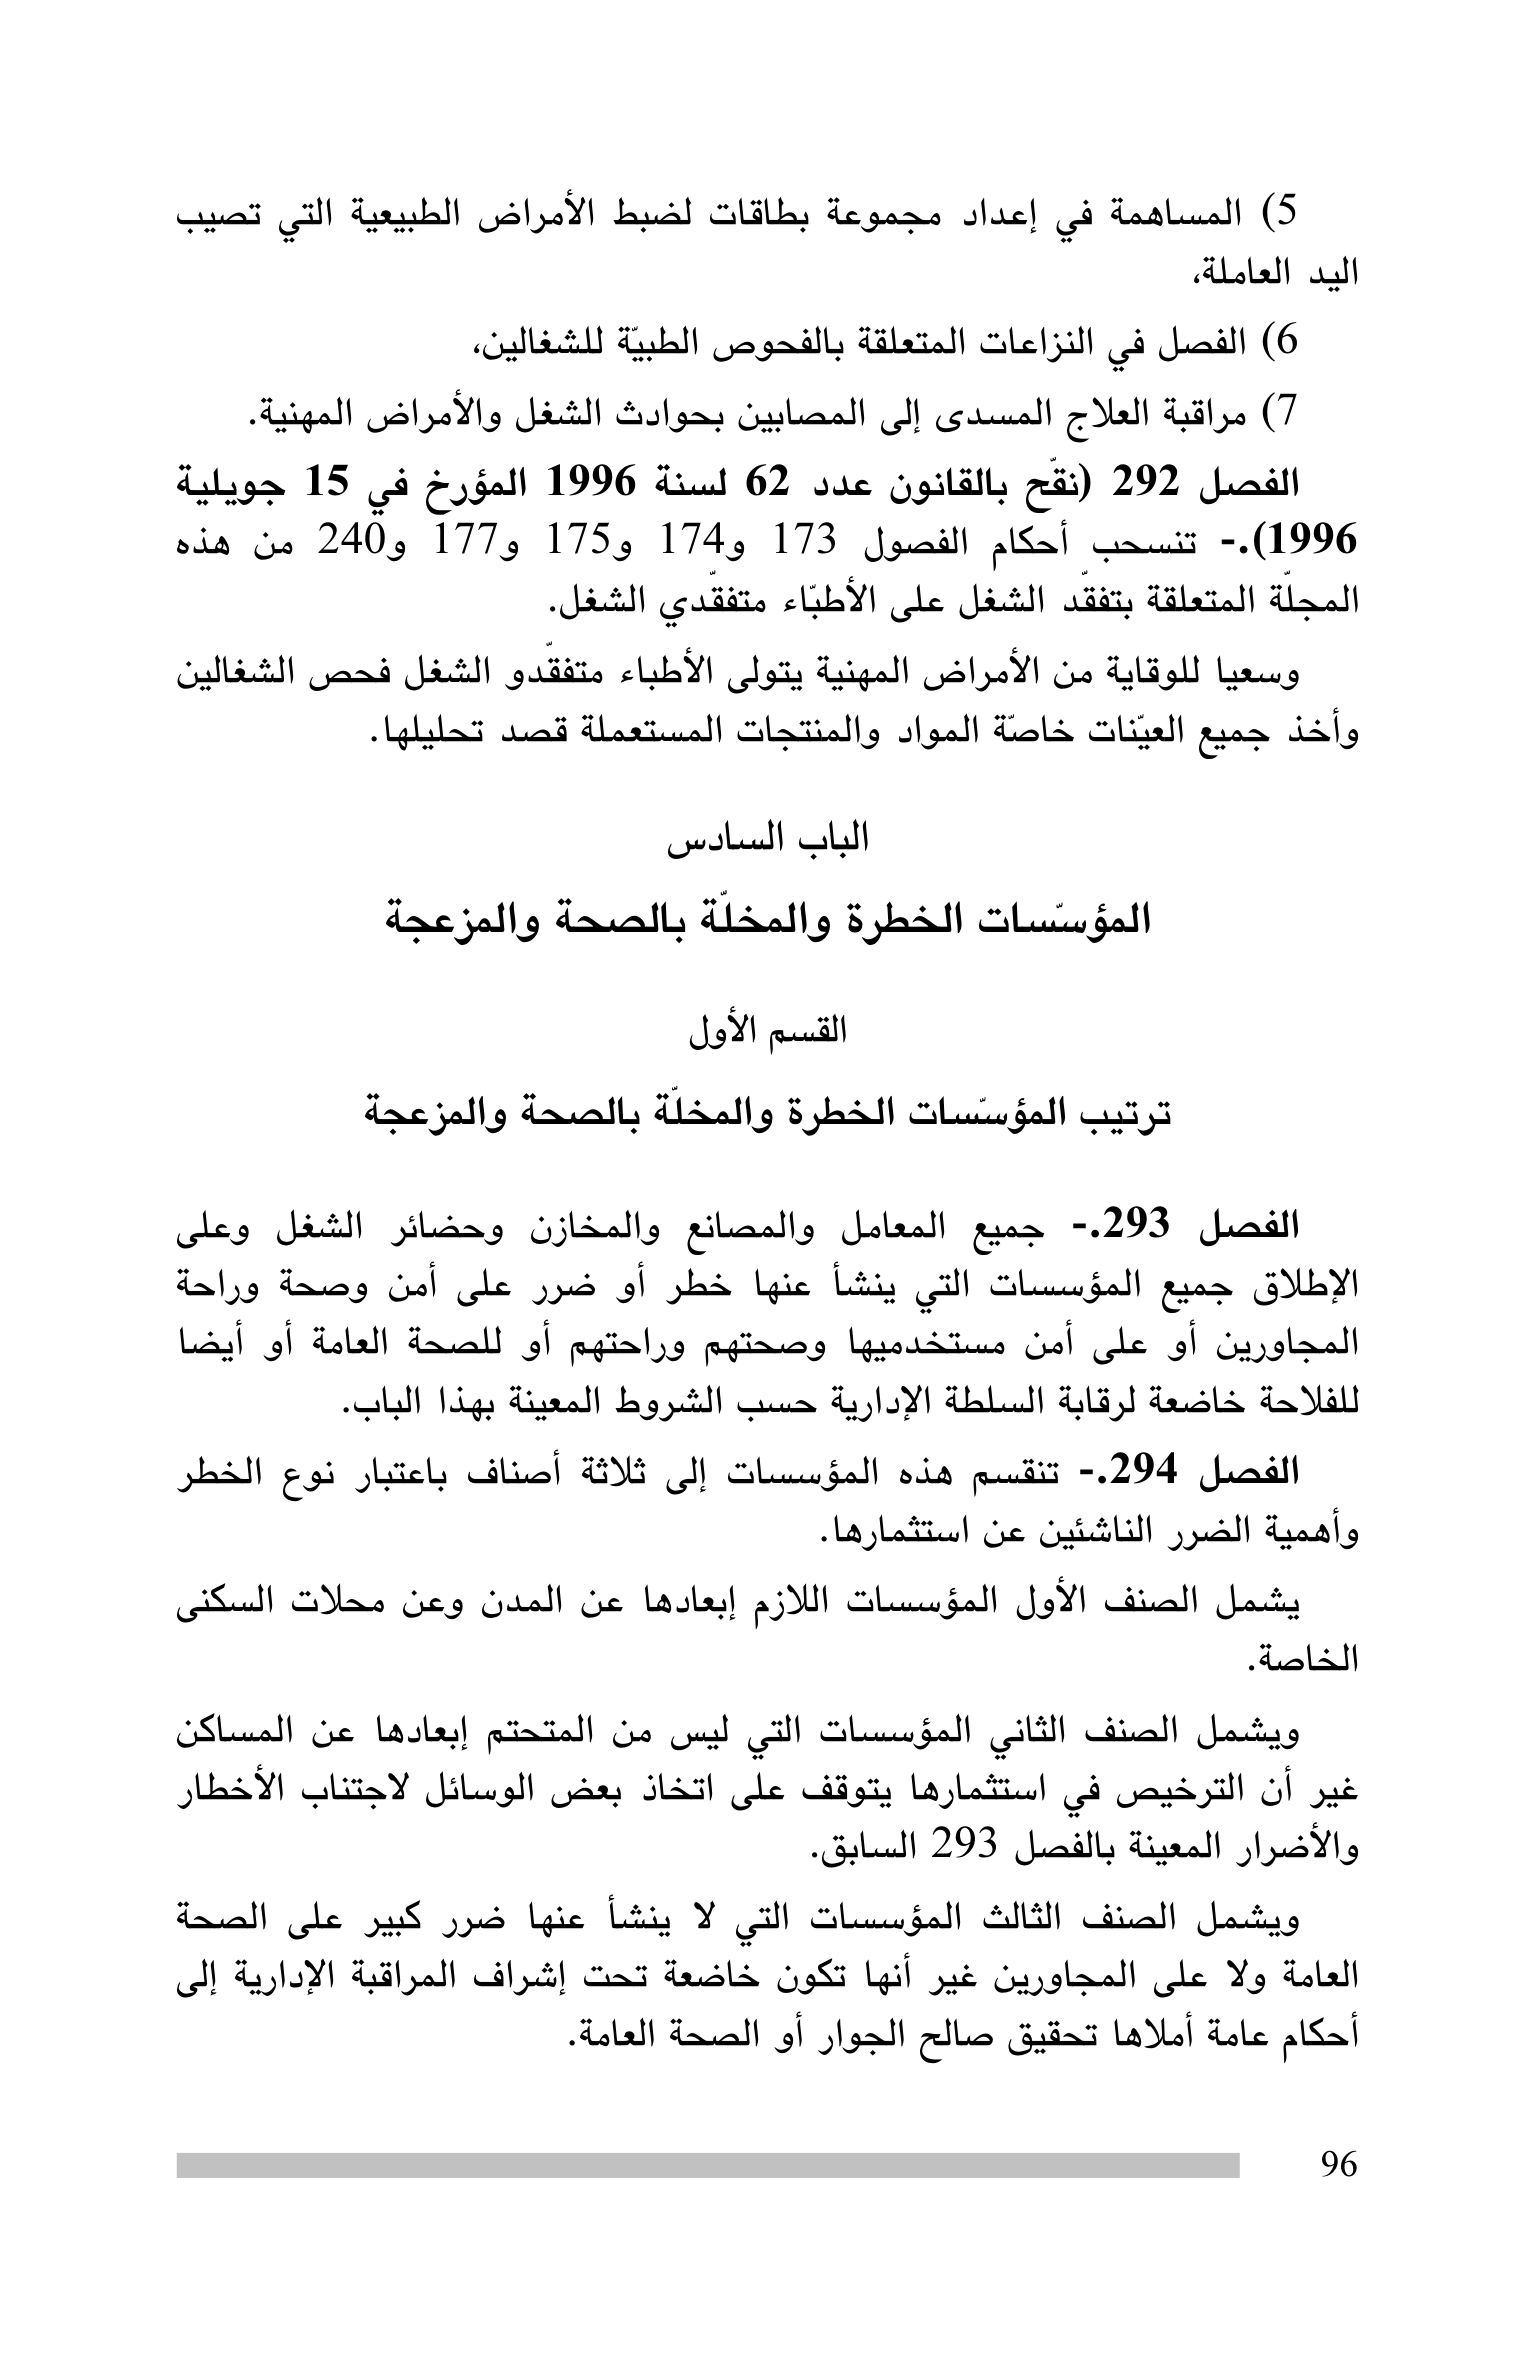 5) المساهمة في إعداد مجموعة بطاقات لضبط الأمراض الطبيعية التي تصيب
اليد العاملة،
6) الفصل في النزاعات المتعلقة بالفحوص الطبيّة للشغالين،
7) مراقبة العلاج المسدى إلى المصابين بحوادث الشغل والأمراض المهنية.
الفصل 292 (نقّح بالقانون عدد 62 لسنة 1996 المؤرخ في 15 جويلية
1996).- تنسحب أحكام الفصول 173 و174 و175 و177 و240 من هذه
المجلّة المتعلقة بتفقّد الشغل على الأطبّاء متفقّدي الشغل.
وسعيا للوقاية من الأمراض المهنية يتولى الأطباء متفقّدو الشغل فحص الشغالين
وأخذ جميع العيّنات خاصّة المواد والمنتجات المستعملة قصد تحليلها.
الباب السادس
المؤسّسات الخطرة والمخلّة بالصحة والمزعجة
القسم الأول
ترتيب المؤسّسات الخطرة والمخلّة بالصحة والمزعجة
الفصل 293.- جميع المعامل والمصانع والمخازن وحضائر الشغل وعلى
الإطلاق جميع المؤسسات التي ينشأ عنها خطر أو ضرر على أمن وصحة وراحة
المجاورين أو على أمن مستخدميها وصحتهم وراحتهم أو للصحة العامة أو أيضا
للفلاحة خاضعة لرقابة السلطة الإدارية حسب الشروط المعينة بهذا الباب.
الفصل 294.- تنقسم هذه المؤسسات إلى ثلاثة أصناف باعتبار نوع الخطر
وأهمية الضرر الناشئين عن استثمارها.
يشمل الصنف الأول المؤسسات اللازم إبعادها عن المدن وعن محلات السكنى
الخاصة.
ويشمل الصنف الثاني المؤسسات التي ليس من المتحتم إبعادها عن المساكن
غير أن الترخيص في استثمارها يتوقف على اتخاذ بعض الوسائل لاجتناب الأخطار
والأضرار المعينة بالفصل 293 السابق.
ويشمل الصنف الثالث المؤسسات التي لا ينشأ عنها ضرر كبير على الصحة
العامة ولا على المجاورين غير أنها تكون خاضعة تحت إشراف المراقبة الإدارية إلى
أحكام عامة أملاها تحقيق صالح الجوار أو الصحة العامة.
96